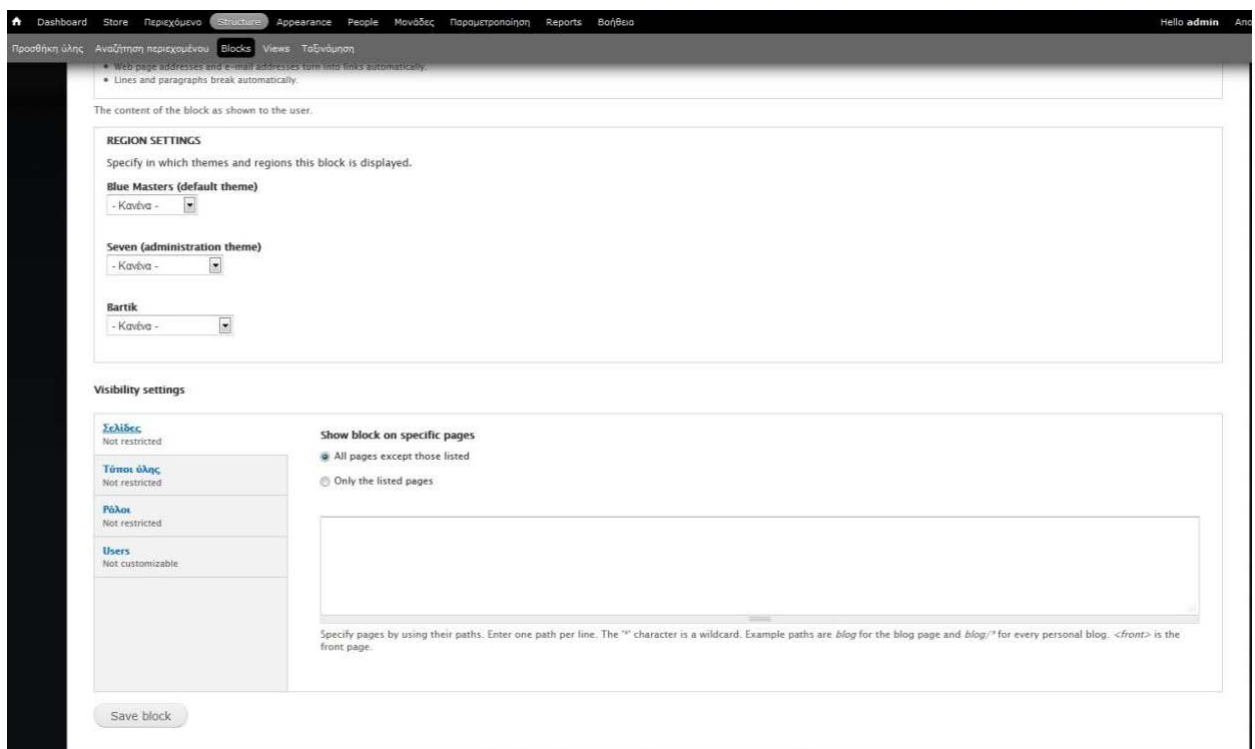 Dashboard Store Περιεχόμενο Structure Appearance People Μονάδες Παραμετροποίηση Reports Βοήθεια Hello admin Απο
Προσθήκη ύλης Αναζήτηση περιεχομένου Blocks Views Ταξινόμηση
• Web page addresses and e-mail addresses turn into links automatically.
• Lines and paragraphs break automatically.
The content of the block as shown to the user.
REGION SETTINGS
Specify in which themes and regions this block is displayed.
Blue Masters (default theme)
- Κανένα -
Seven (administration theme)
- Κανένα -
Bartik
- Κανένα -
Visibility settings
Σελίδες
Not restricted
Τύποι ύλης
Not restricted
Ρόλοι
Not restricted
Users
Not customizable
Show block on specific pages
All pages except those listed
Only the listed pages
Specify pages by using their paths. Enter one path per line. The '*' character is a wildcard. Example paths are blog for the blog page and blog/* for every personal blog. <front> is the
front page.
Save block